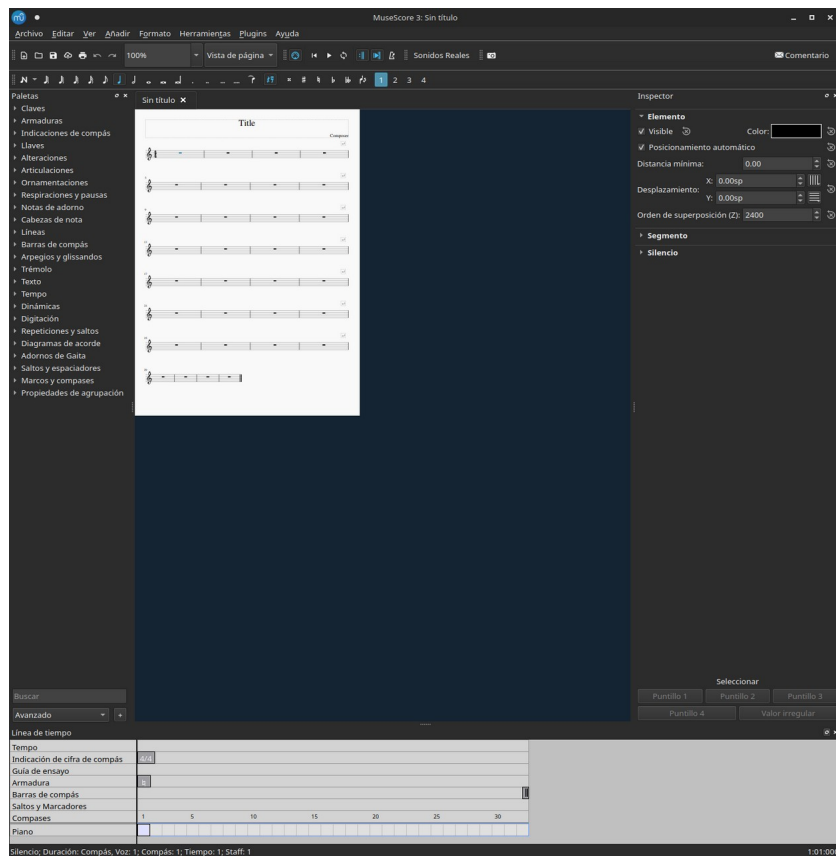 MuseScore 3: Sin título
Archivo Editar Ver Añadir Formato Herramientas Plugins Ayuda
100% Vista de página Sonidos Reales Comentario
1 2 3 4
Paletas
Sin título
Inspector
Claves
Armaduras
Indicaciones de compás
Llaves
Alteraciones
Articulaciones
Ornamentaciones
Respiraciones y pausas
Notas de adorno
Cabezas de nota
Líneas
Barras de compás
Arpegios y glissandos
Trémolo
Texto
Tempo
Dinámicas
Digitación
Repeticiones y saltos
Diagramas de acorde
Adornos de Gaita
Saltos y espaciadores
Marcos y compases
Propiedades de agrupación
Title
Composer
Elemento
Visible Color:
Posicionamiento automático
Distancia mínima: 0.00
Desplazamiento: X: 0.00sp
Y: 0.00sp
Orden de superposición (Z): 2400
Segmento
Silencio
Buscar
Avanzado +
Seleccionar
Puntillo 1 Puntillo 2 Puntillo 3
Puntillo 4 Valor irregular
Línea de tiempo
Tempo
Indicación de cifra de compás 4/4
Guía de ensayo
Armadura
Barras de compás
Saltos y Marcadores
Compases 1 5 10 15 20 25 30
Piano
Silencio; Duración: Compás, Voz: 1; Compás: 1; Tiempo: 1; Staff: 1